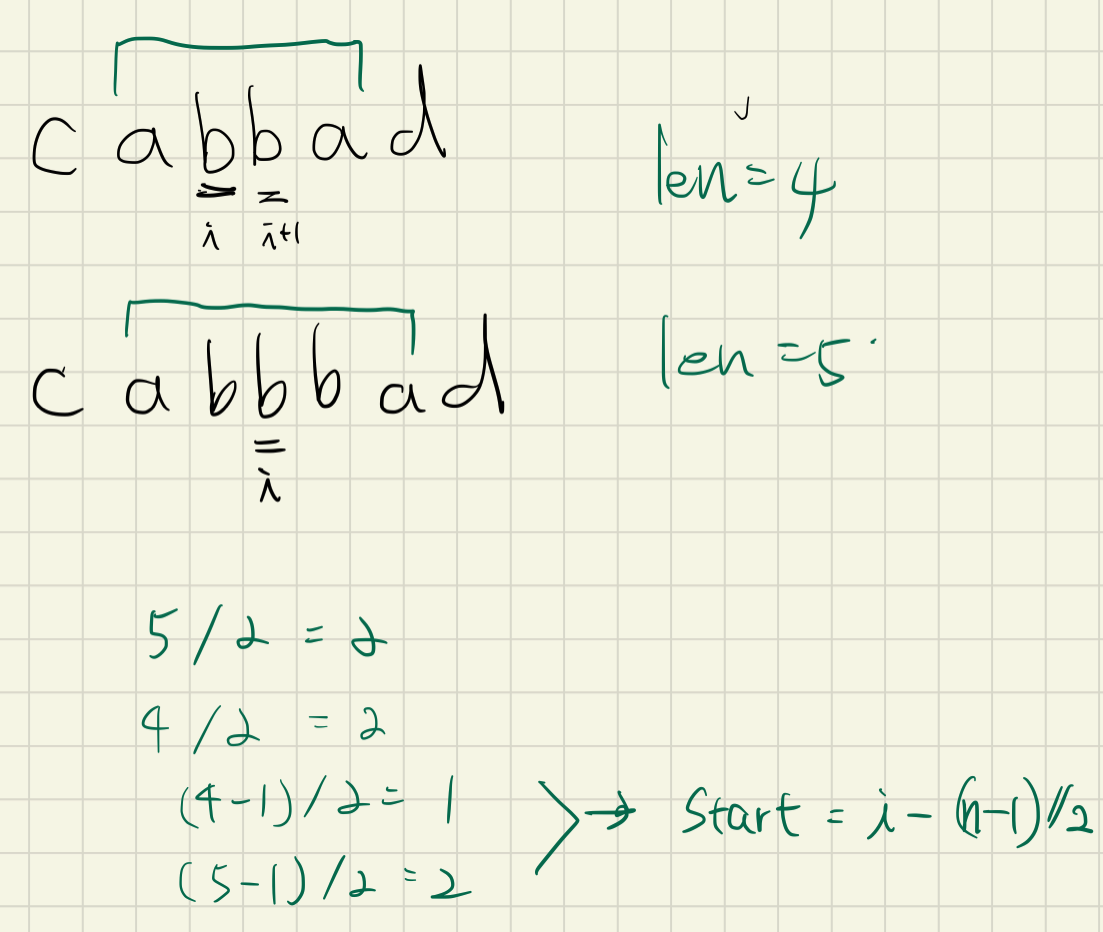 c a b b a d
len = 4
i i+1
c a b b b a d
len = 5
i
5 / 2 = 2
4 / 2 = 2
(4-1) / 2 = 1
(5-1) / 2 = 2
→ Start = i - (n-1)//2